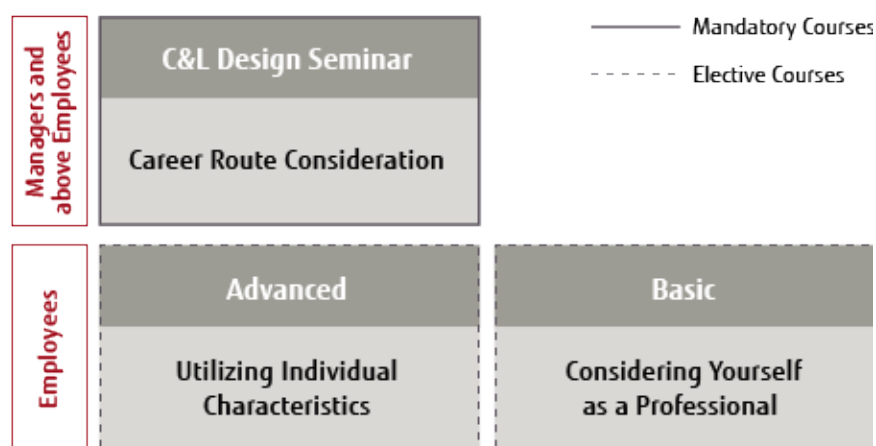 Managers and
above Employees
C&L Design Seminar
Career Route Consideration
Mandatory Courses
Elective Courses
Employees
Advanced
Utilizing Individual
Characteristics
Basic
Considering Yourself
as a Professional